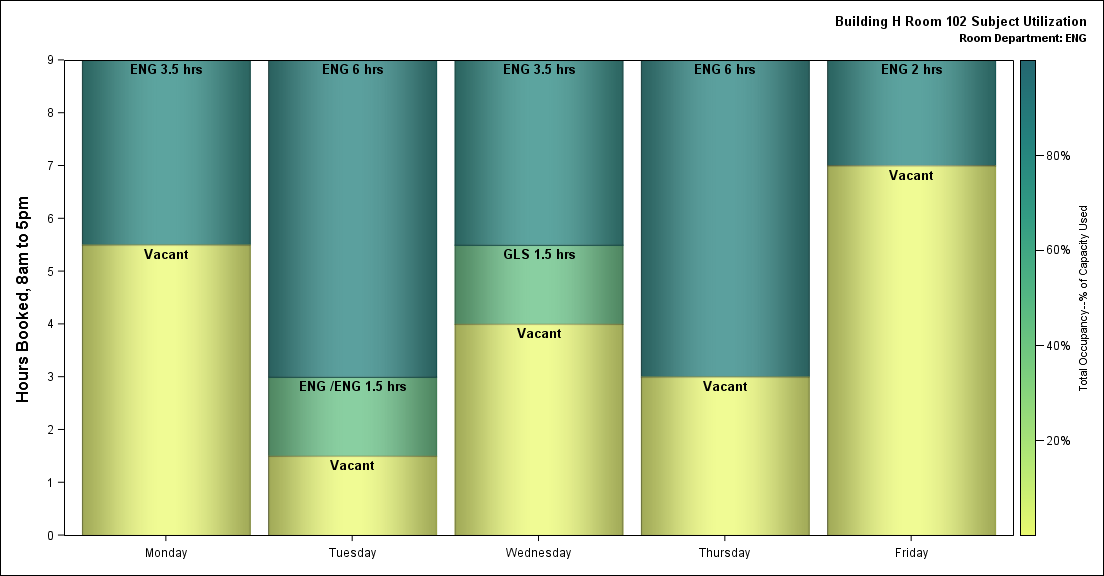 Building H Room 102 Subject Utilization
Room Department: ENG
Hours Booked, 8am to 5pm
9
8
7
6
5
4
3
2
1
0
ENG 3.5 hrs
Vacant
ENG 6 hrs
ENG /ENG 1.5 hrs
Vacant
ENG 3.5 hrs
GLS 1.5 hrs
Vacant
ENG 6 hrs
Vacant
ENG 2 hrs
Vacant
Monday
Tuesday
Wednesday
Thursday
Friday
80%
60%
40%
20%
Total Occupancy--% of Capacity Used